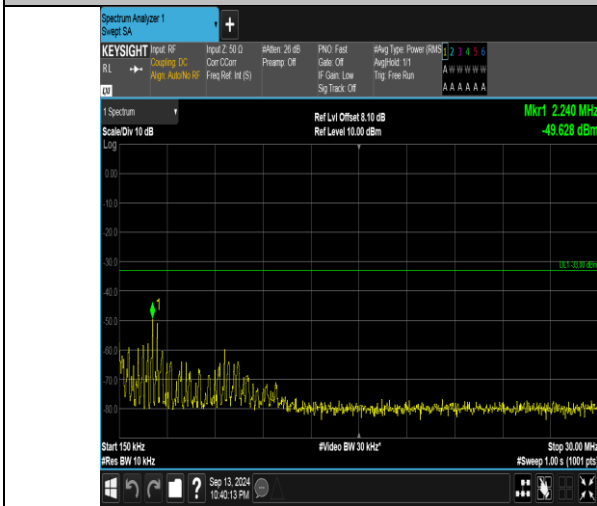 Spectrum Analyzer 1
Swept SA
+
KEYSIGHT
RL
Input: RF
Coupling: DC
Align: Auto/No RF
Input Z: 50 Ω
Corr CCorr
Freq Ref: Int (S)
#Atten: 26 dB
Preamp: Off
PNO: Fast
Gate: Off
IF Gain: Low
Sig Track: Off
#Avg Type: Power (RMS
Avg|Hold: 1/1
Trig: Free Run
1 2 3 4 5 6
A W W W W W
A A A A A A
1 Spectrum
Scale/Div 10 dB
Log
Ref Lvl Offset 8.10 dB
Ref Level 10.00 dBm
Mkr1 2.240 MHz
-49.628 dBm
0.00
-10.0
-20.0
-30.0
DL1 -33.00 dBm
-40.0
1
-50.0
-60.0
-70.0
-80.0
Start 150 kHz
#Res BW 10 kHz
#Video BW 30 kHz*
Stop 30.00 MHz
#Sweep 1.00 s (1001 pts)
?
Sep 13, 2024
10:40:13 PM